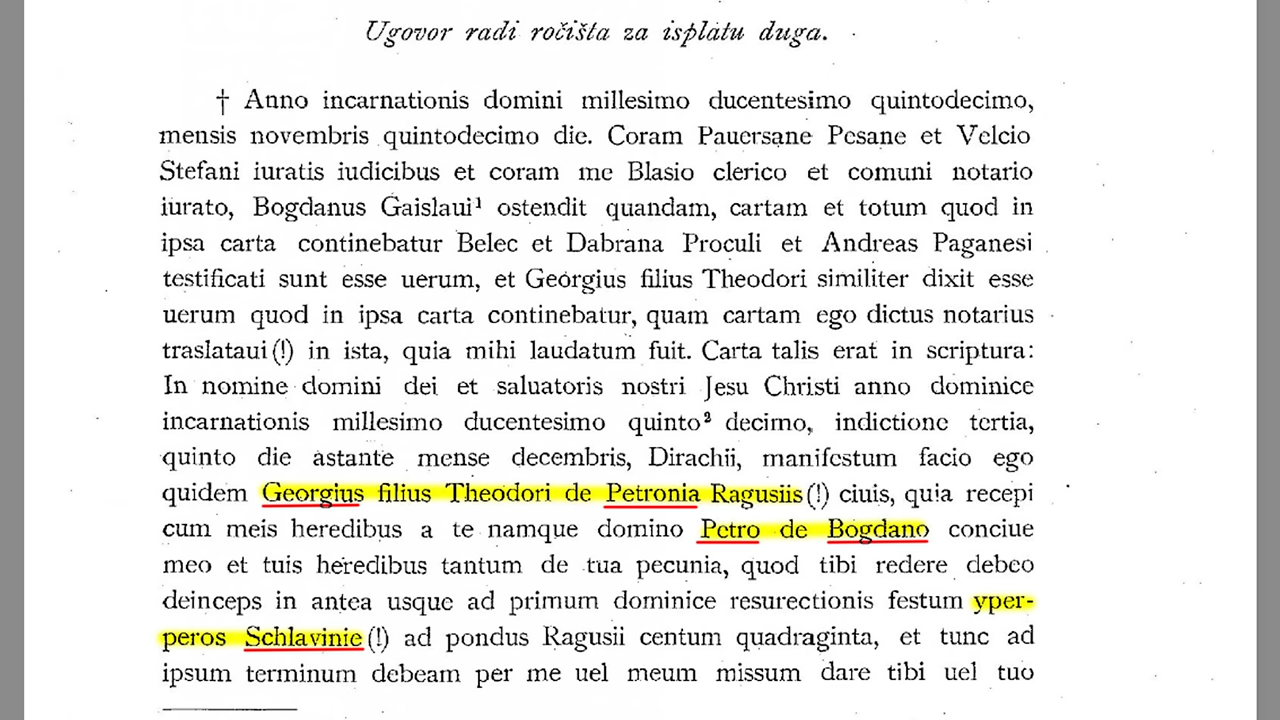 Ugovor radi ročišta za isplatu duga.
† Anno incarnationis domini millesimo ducentesimo quintodecimo,
mensis novembris quintodecimo die. Coram Pauersane Pesane et Velcio
Stefani iuratis iudicibus et coram me Blasio clerico et comuni notario
iurato, Bogdanus Gaislaui¹ ostendit quandam, cartam et totum quod in
ipsa carta continebatur Belec et Dabrana Proculi et Andreas Paganesi
testificati sunt esse uerum, et Georgius filius Theodori similiter dixit esse
uerum quod in ipsa carta continebatur, quam cartam ego dictus notarius
traslataui (!) in ista, quia mihi laudatum fuit. Carta talis erat in scriptura:
In nomine domini dei et saluatoris nostri Jesu Christi anno dominice
incarnationis millesimo ducentesimo quinto² decimo, indictione tertia,
quinto die astante mense decembris, Dirachii, manifestum facio ego
quidem Georgius filius Theodori de Petronia Ragusiis (!) ciuis, quia recepi
cum meis heredibus a te namque domino Petro de Bogdano conciue
meo et tuis heredibus tantum de tua pecunia, quod tibi redere debeo
deinceps in antea usque ad primum dominice resurectionis festum yper-
peros Schlavinie (!) ad pondus Ragusii centum quadraginta, et tunc ad
ipsum terminum debeam per me uel meum missum dare tibi uel tuo